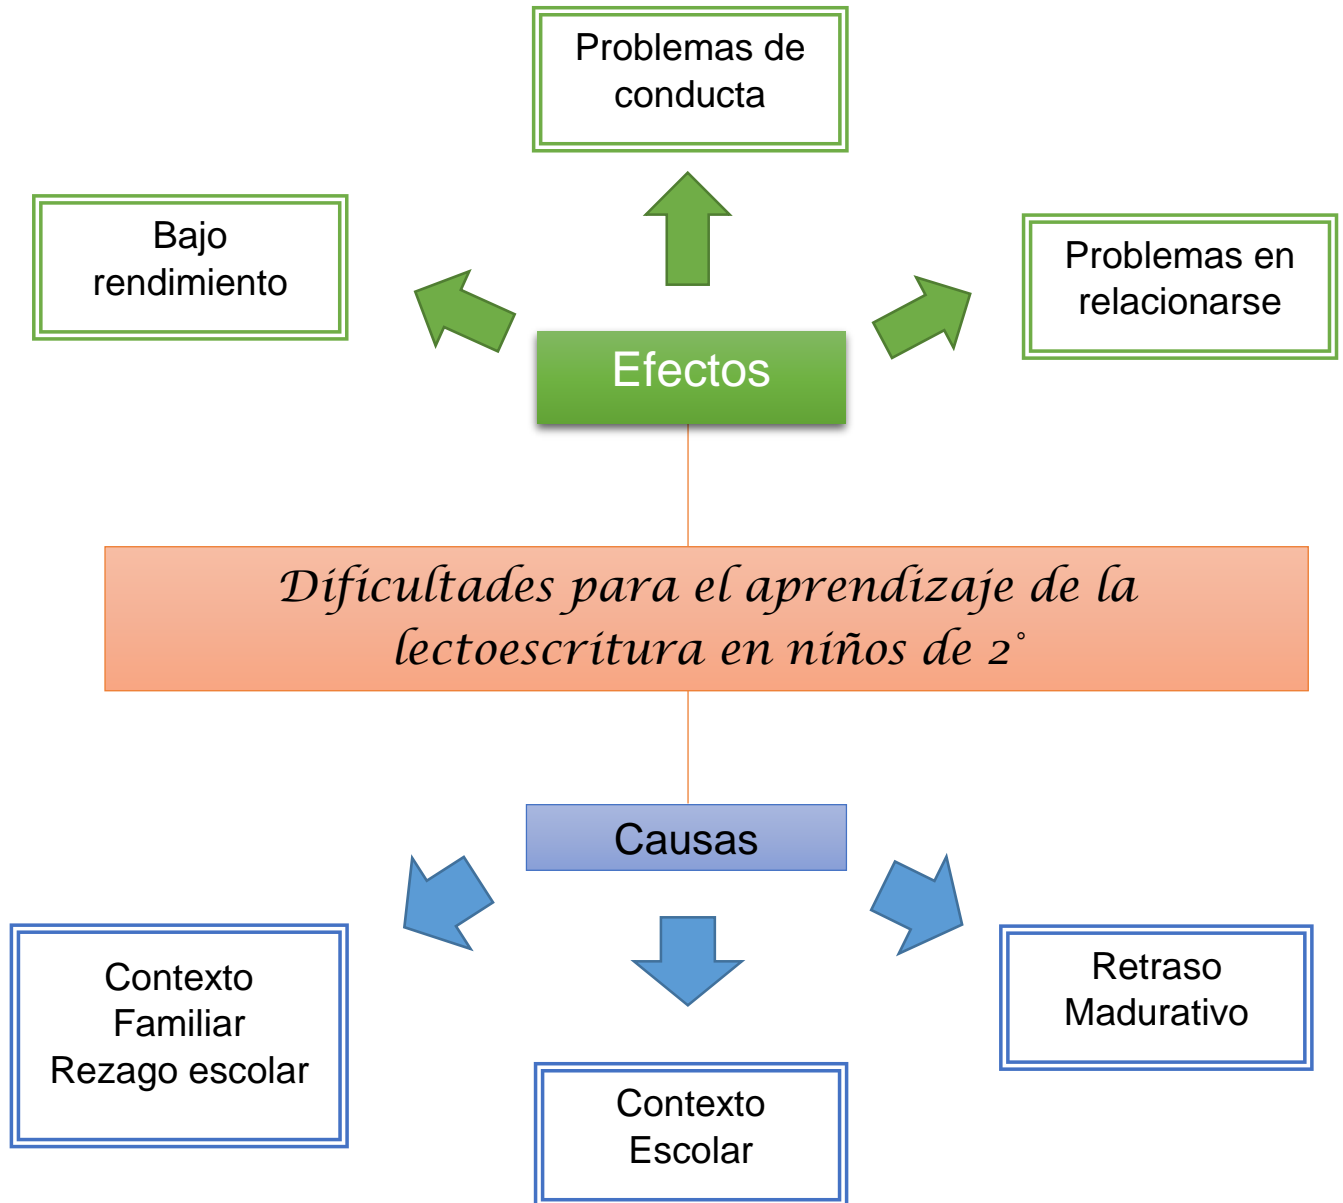 Problemas de
conducta
Bajo
rendimiento
Problemas en
relacionarse
Efectos
Dificultades para el aprendizaje de la
lectoescritura en niños de 2°
Causas
Contexto
Familiar
Rezago escolar
Contexto
Escolar
Retraso
Madurativo